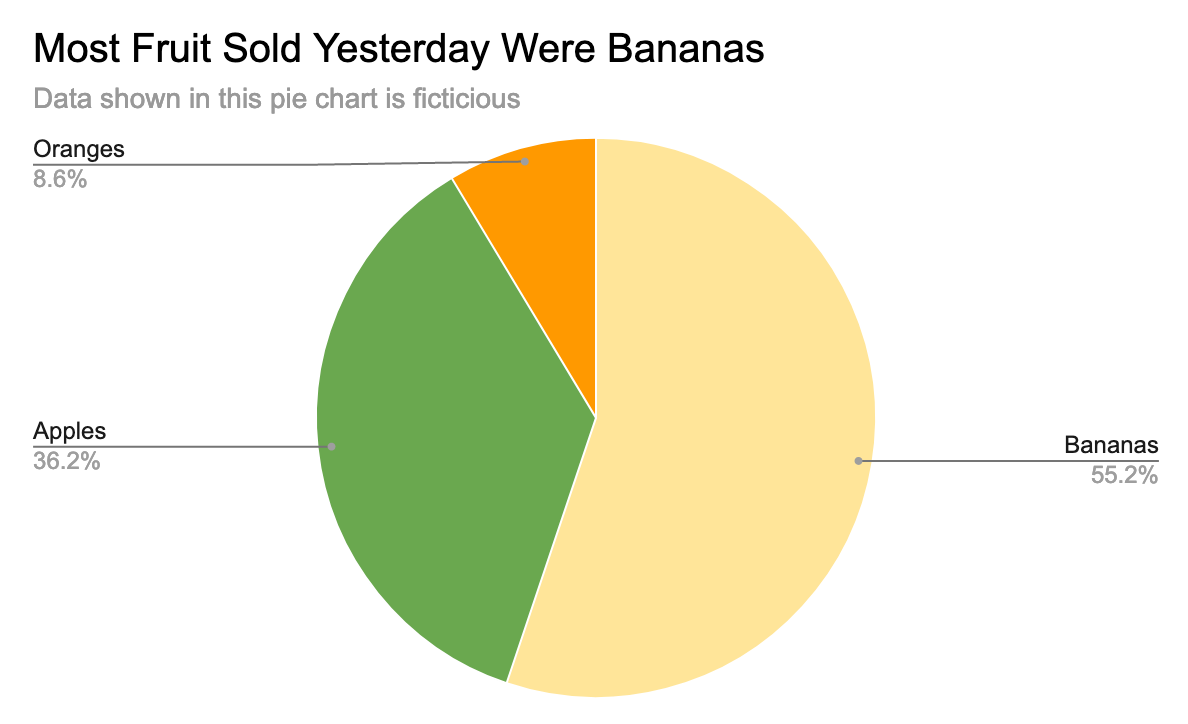 Most Fruit Sold Yesterday Were Bananas
Data shown in this pie chart is ficticious
Oranges
8.6%
Apples
36.2%
Bananas
55.2%